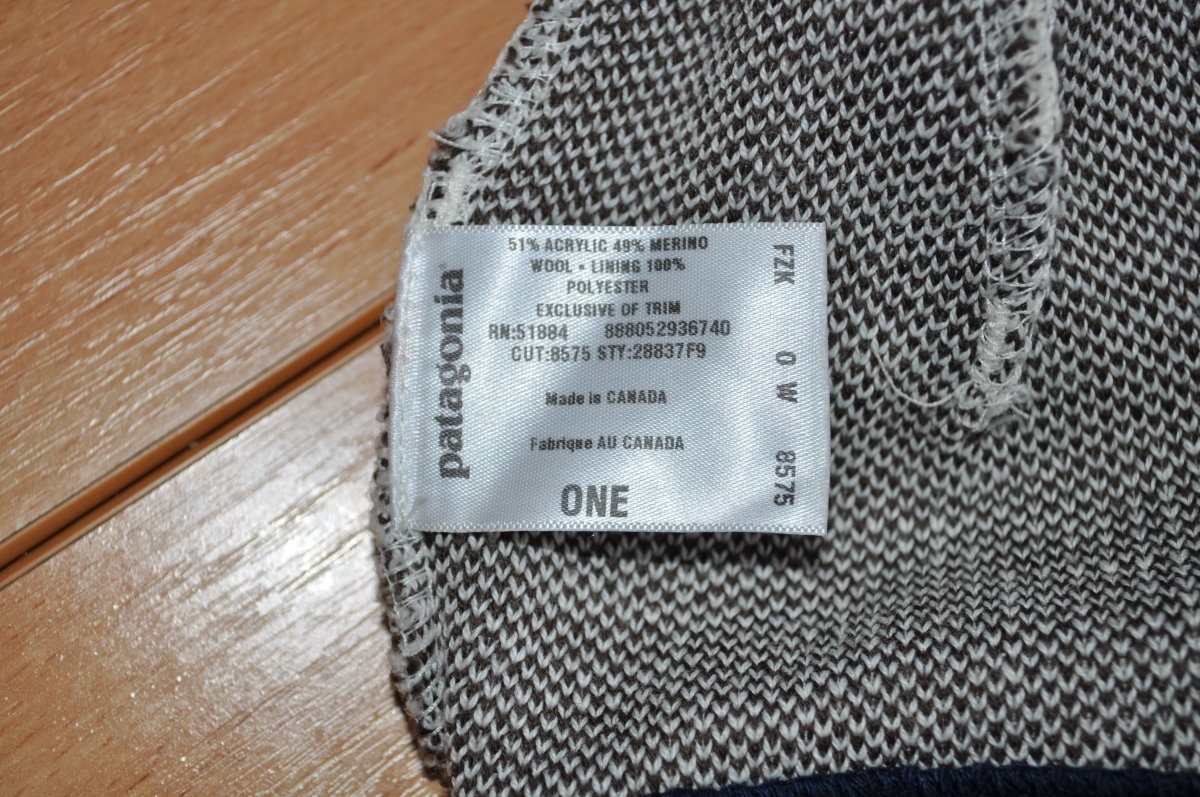 patagonia
51% ACRYLIC 49% MERINO
WOOL • LINING 100%
POLYESTER
EXCLUSIVE OF TRIM
RN:51884 888052936740
CUT:8575 STY:28837F9
Made in CANADA
Fabrique AU CANADA
ONE
FZK O W 8575